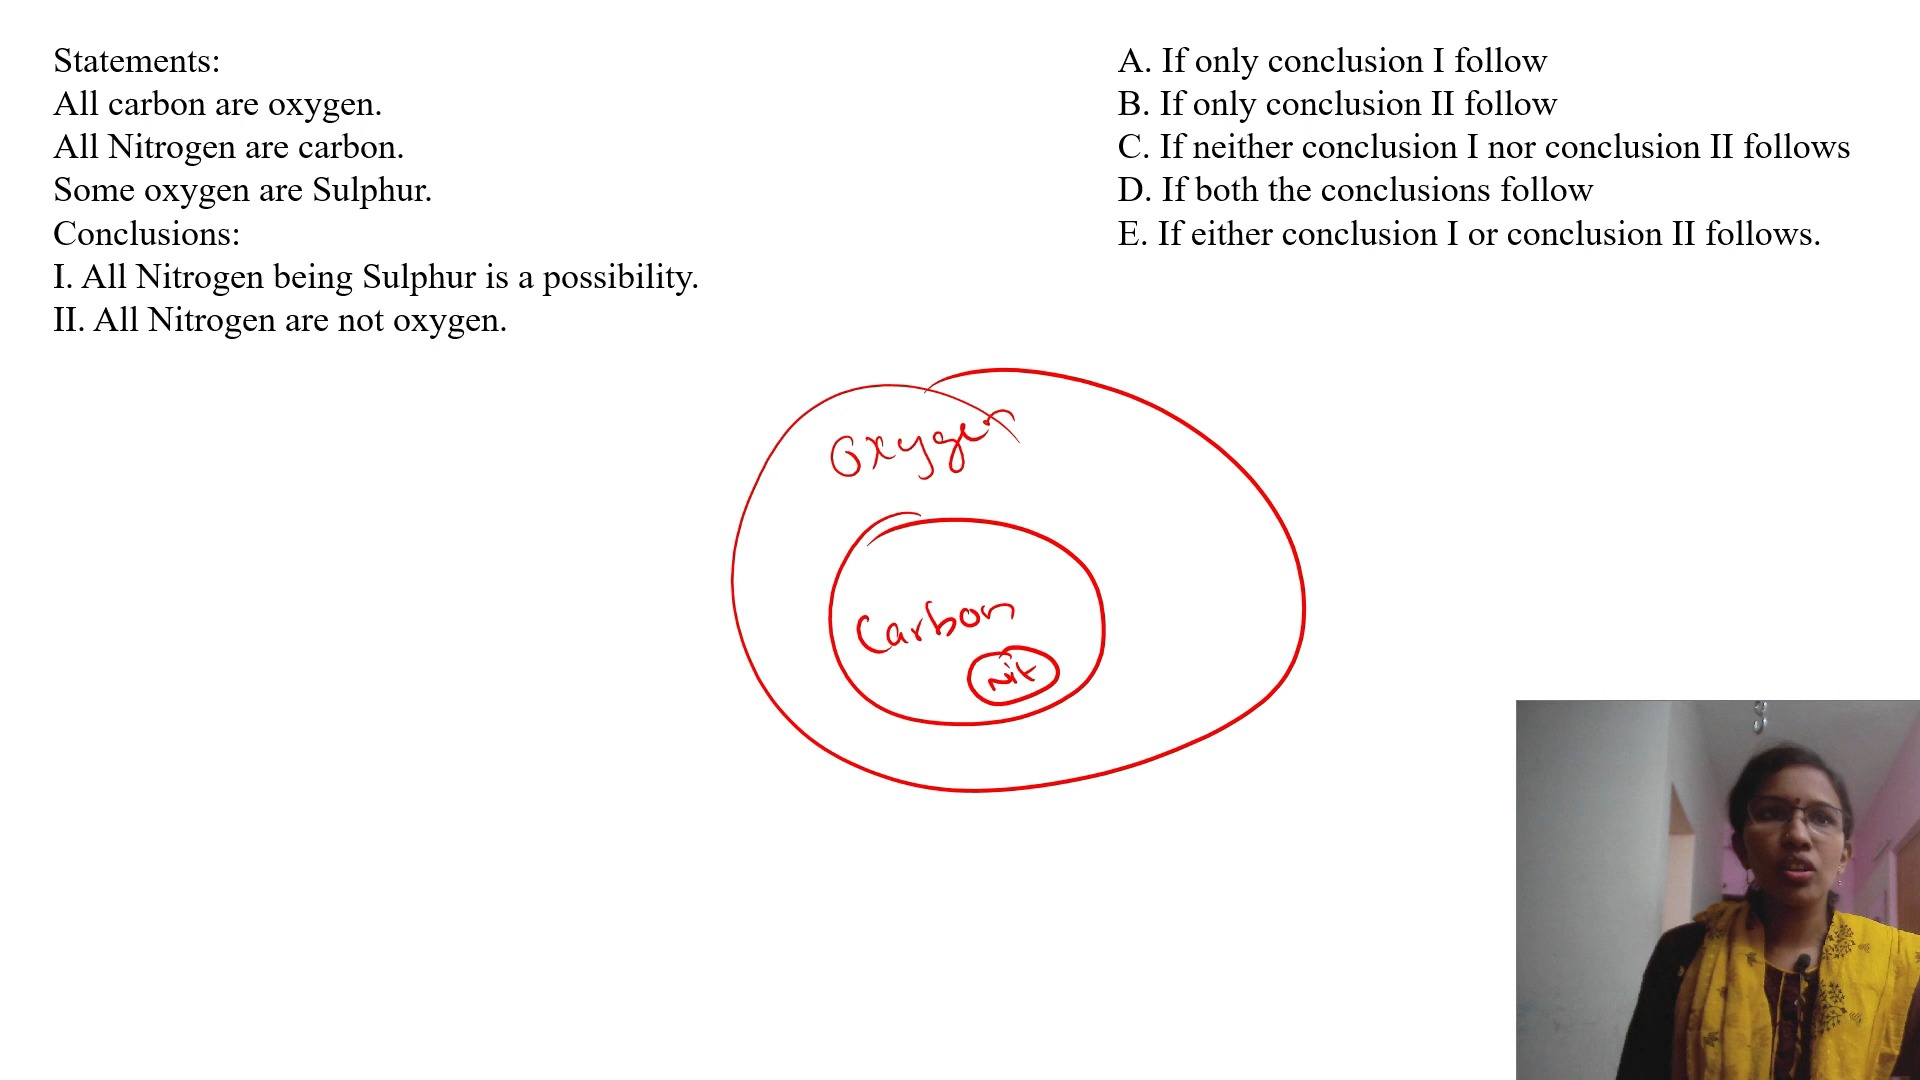 Statements:
All carbon are oxygen.
All Nitrogen are carbon.
Some oxygen are Sulphur.
Conclusions:
I. All Nitrogen being Sulphur is a possibility.
II. All Nitrogen are not oxygen.
A. If only conclusion I follow
B. If only conclusion II follow
C. If neither conclusion I nor conclusion II follows
D. If both the conclusions follow
E. If either conclusion I or conclusion II follows.
Oxygen
Carbon
Nit